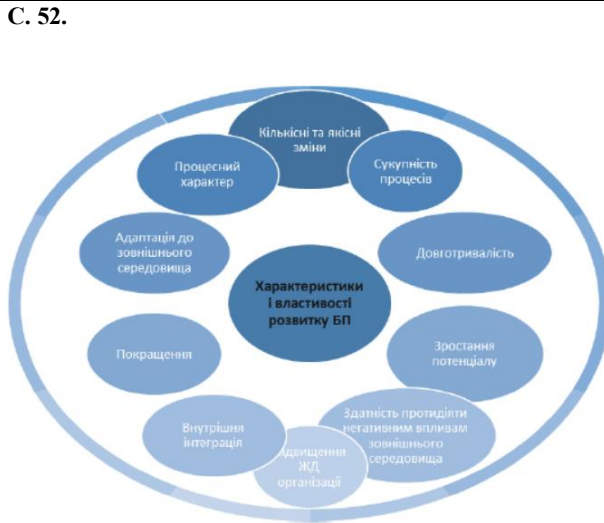 С. 52.
Кількісні та якісні
зміни
Процесний
характер
Сукупність
процесів
Адаптація до
зовнішнього
середовища
Довготривалість
Характеристики
і властивості
розвитку БП
Покращення
Зростання
потенціалу
Внутрішня
інтеграція
Здатність протидіяти
негативним впливам
зовнішнього
середовища
ЖД
організації